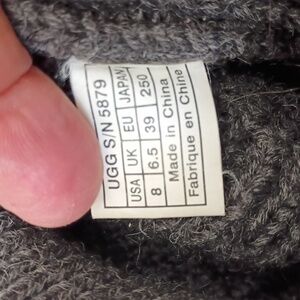 UGG S/N 5879
USA UK EU JAPAN
8 6.5 39 250
Made in China
Fabriqué en Chine